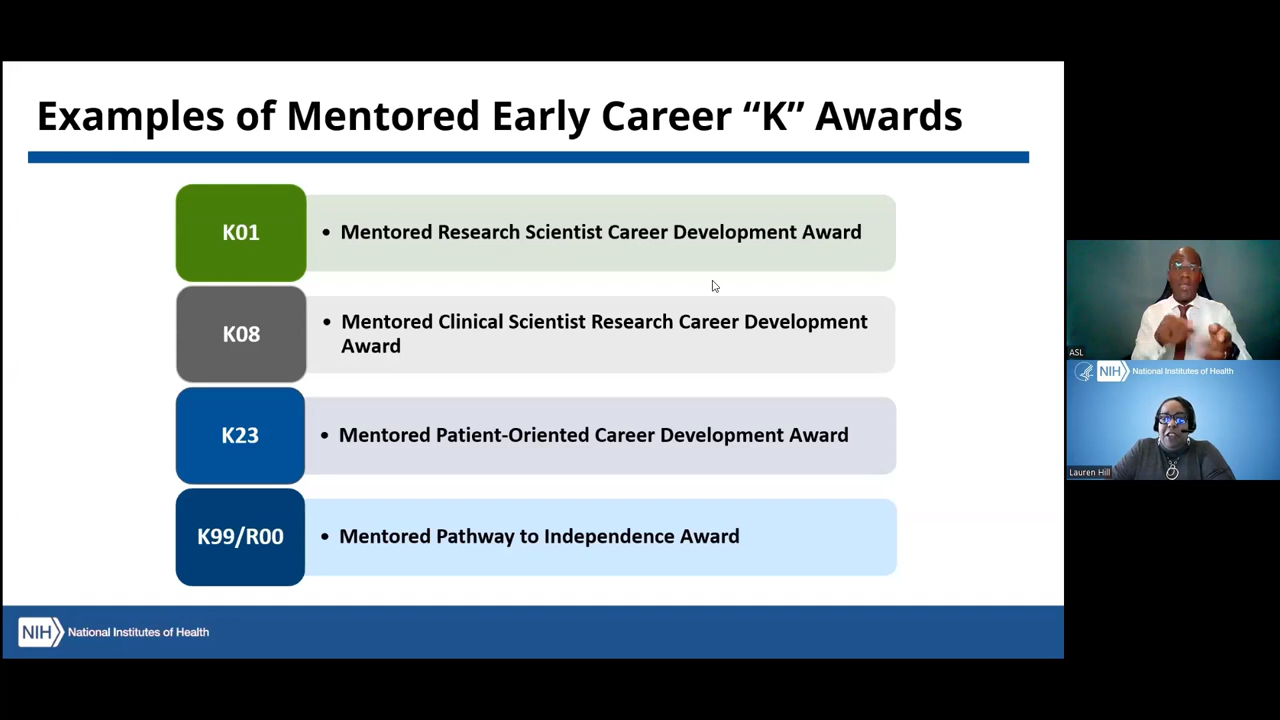 Examples of Mentored Early Career “K” Awards
K01
• Mentored Research Scientist Career Development Award
K08
• Mentored Clinical Scientist Research Career Development
Award
K23
• Mentored Patient-Oriented Career Development Award
K99/R00
• Mentored Pathway to Independence Award
NIH National Institutes of Health
ASL
NIH National Institutes of Health
Lauren Hill